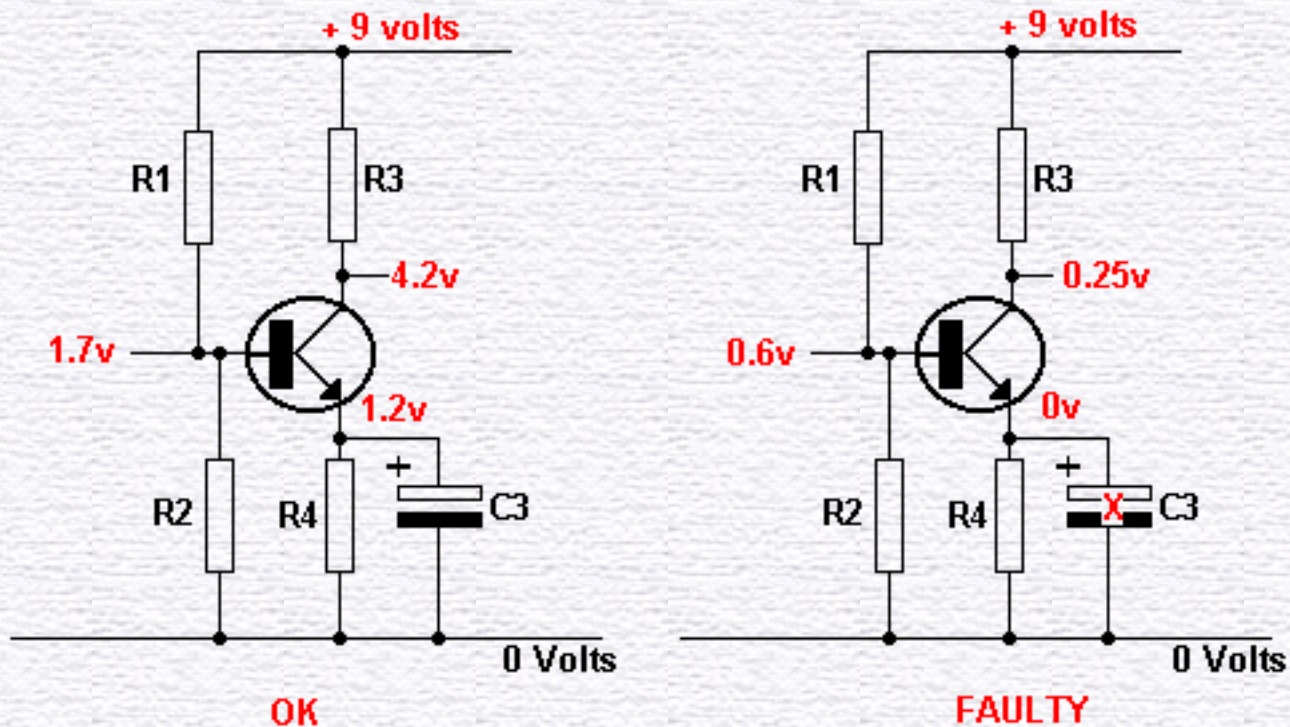 + 9 volts
R1
R3
4.2v
1.7v
1.2v
+
R2
R4
C3
0 Volts
OK
+ 9 volts
R1
R3
0.25v
0.6v
0v
+
R2
R4
X
C3
0 Volts
FAULTY